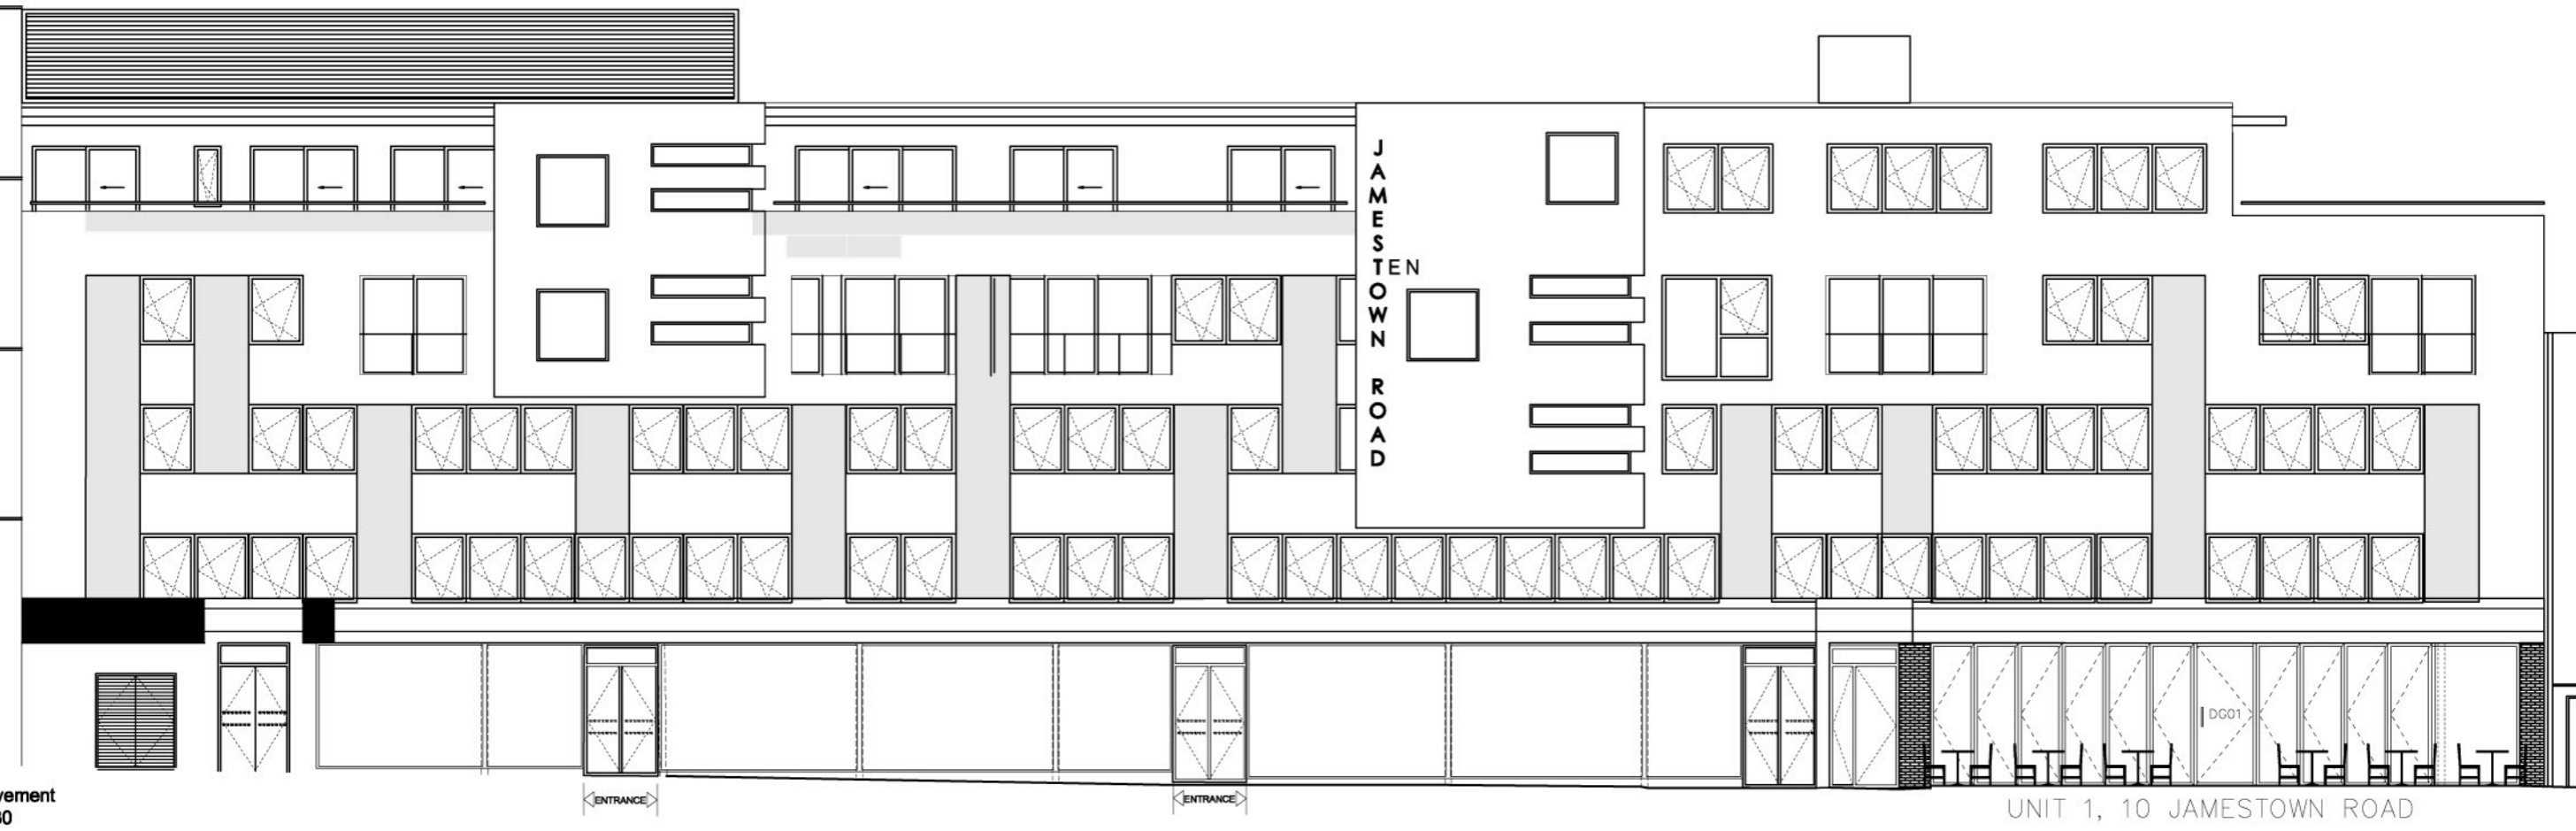 JAMESTOWN ROAD
TEN
DG01
ENTRANCE
ENTRANCE
UNIT 1, 10 JAMESTOWN ROAD